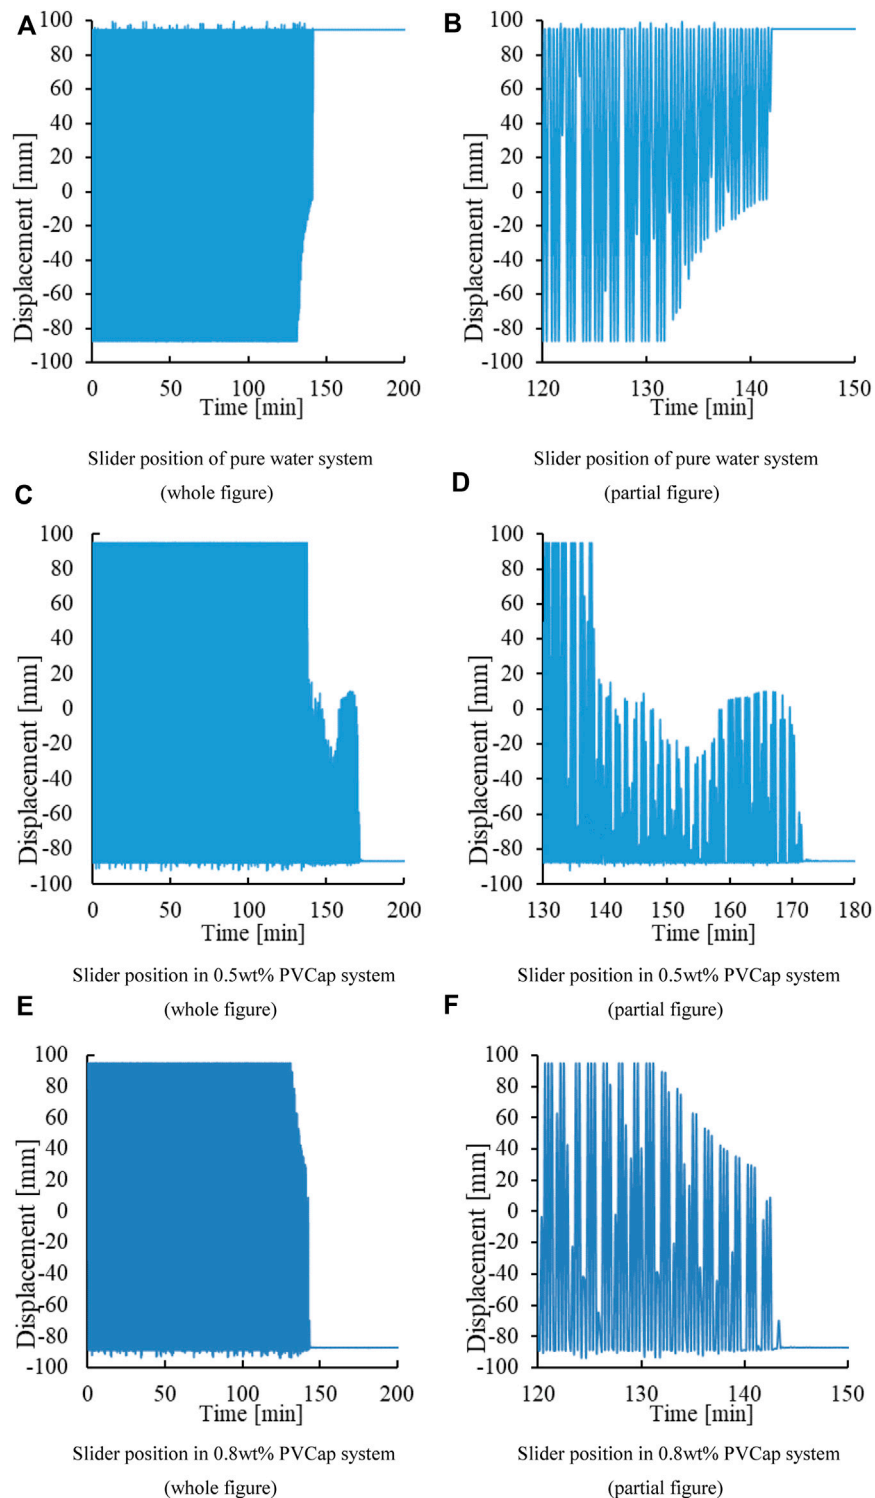 A
Displacement [mm]
100
80
60
40
20
0
-20
-40
-60
-80
-100
0 50 100 150 200
Time [min]
Slider position of pure water system
(whole figure)
B
Displacement [mm]
100
80
60
40
20
0
-20
-40
-60
-80
-100
120 130 140 150
Time [min]
Slider position of pure water system
(partial figure)
C
Displacement [mm]
100
80
60
40
20
0
-20
-40
-60
-80
-100
0 50 100 150 200
Time [min]
Slider position in 0.5wt% PVCap system
(whole figure)
D
Displacement [mm]
100
80
60
40
20
0
-20
-40
-60
-80
-100
130 140 150 160 170 180
Time [min]
Slider position in 0.5wt% PVCap system
(partial figure)
E
Displacement [mm]
100
80
60
40
20
0
-20
-40
-60
-80
-100
0 50 100 150 200
Time [min]
Slider position in 0.8wt% PVCap system
(whole figure)
F
Displacement [mm]
100
80
60
40
20
0
-20
-40
-60
-80
-100
120 130 140 150
Time [min]
Slider position in 0.8wt% PVCap system
(partial figure)